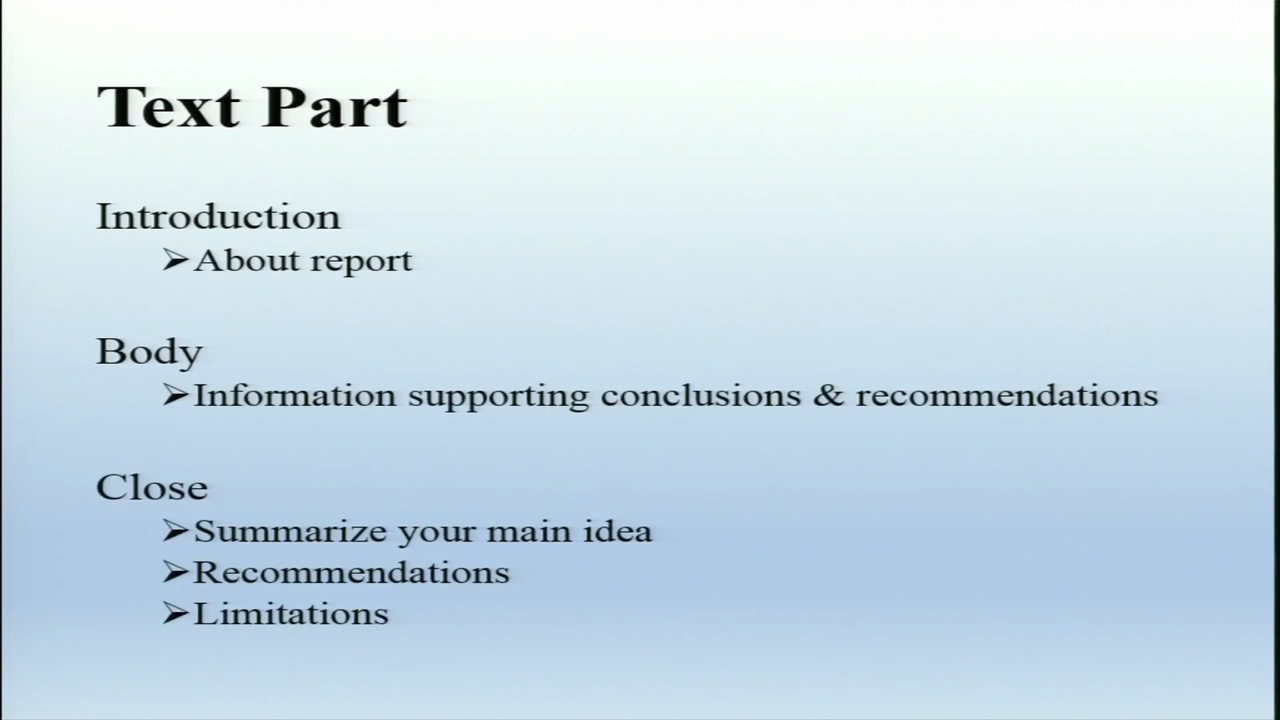 Text Part
Introduction
➢About report
Body
➢Information supporting conclusions & recommendations
Close
➢Summarize your main idea
➢Recommendations
➢Limitations